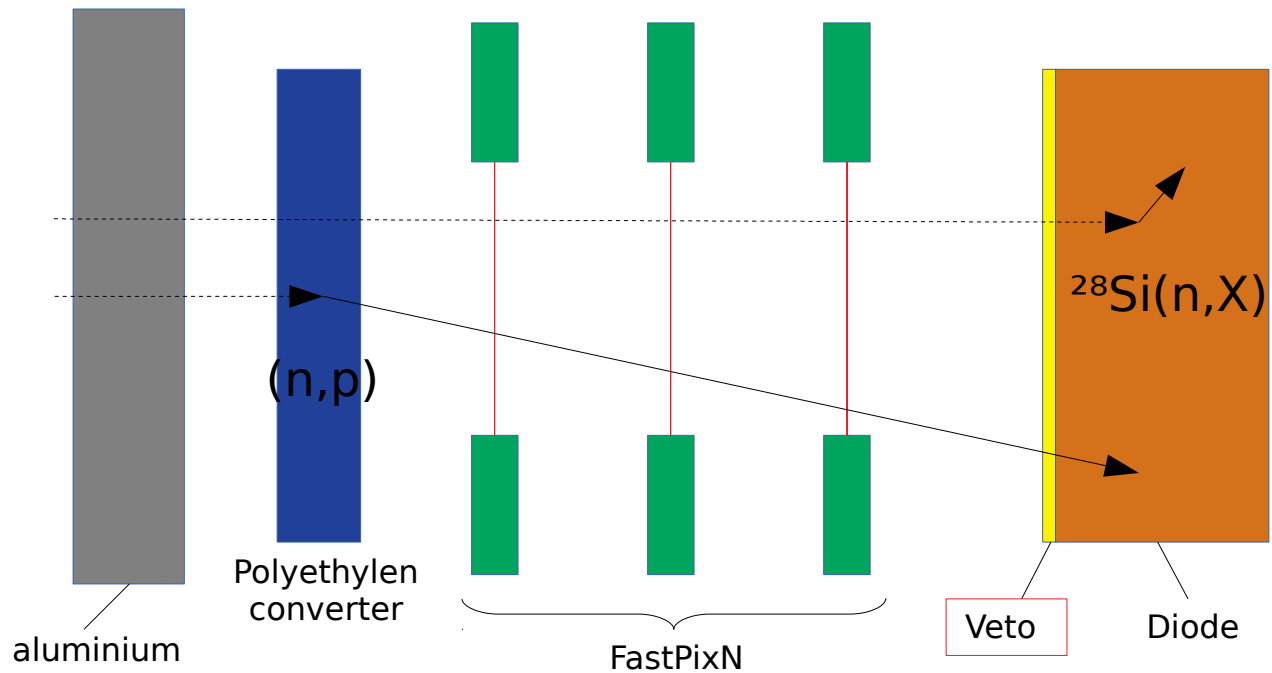 ²⁸Si(n,X)
(n,p)
Polyethylen
converter
aluminium
FastPixN
Veto
Diode